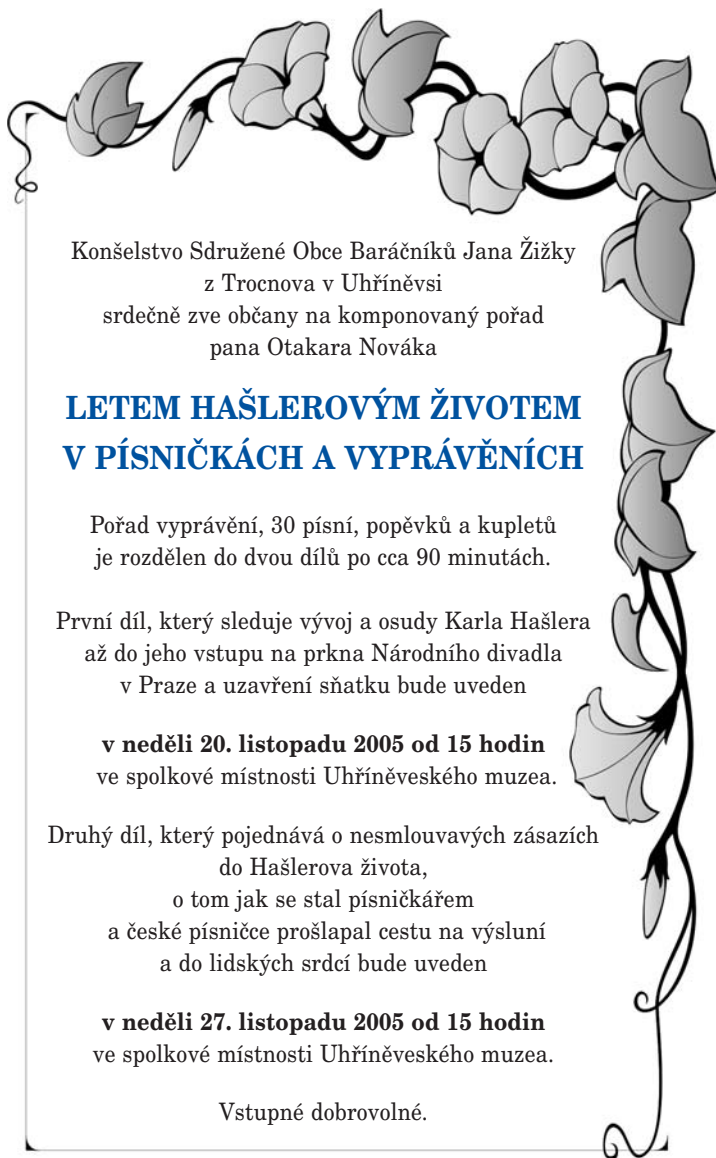 Konšelstvo Sdružené Obce Baráčníků Jana Žižky
z Trocnova v Uhříněvsi
srdečně zve občany na komponovaný pořad
pana Otakara Nováka
LETEM HAŠLEROVÝM ŽIVOTEM
V PÍSNIČKÁCH A VYPRÁVĚNÍCH
Pořad vyprávění, 30 písní, popěvků a kupletů
je rozdělen do dvou dílů po cca 90 minutách.
První díl, který sleduje vývoj a osudy Karla Hašlera
až do jeho vstupu na prkna Národního divadla
v Praze a uzavření sňatku bude uveden
v neděli 20. listopadu 2005 od 15 hodin
ve spolkové místnosti Uhříněveského muzea.
Druhý díl, který pojednává o nesmlouvavých zásazích
do Hašlerova života,
o tom jak se stal písničkářem
a české písničce prošlapal cestu na výsluní
a do lidských srdcí bude uveden
v neděli 27. listopadu 2005 od 15 hodin
ve spolkové místnosti Uhříněveského muzea.
Vstupné dobrovolné.